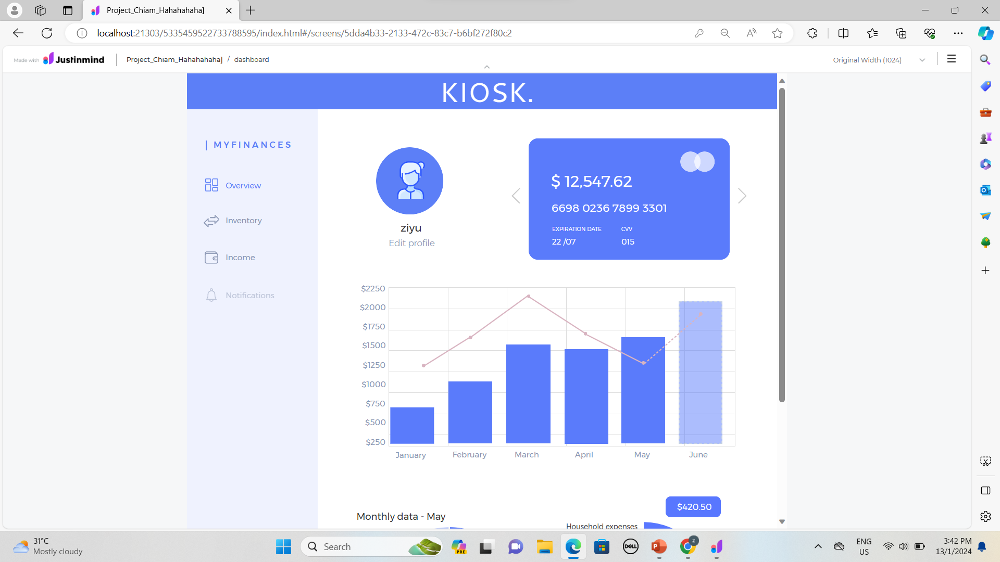 Project_Chiam_Hahahahaha]
localhost:21303/5335459522733788595/index.html#/screens/5dda4b33-2133-472c-83c7-b6bf272f80c2
Made with Justinmind
Project_Chiam_Hahahahaha] / dashboard
Original Width (1024)
KIOSK.
MYFINANCES
Overview
Inventory
Income
Notifications
ziyu
Edit profile
$ 12,547.62
6698 0236 7899 3301
EXPIRATION DATE CVV
22 /07 015
$2250
$2000
$1750
$1500
$1250
$1000
$750
$500
$250
January February March April May June
$420.50
Monthly data - May
Household expenses
31°C
Mostly cloudy
Search
PRE
DELL
P
z
ENG
US
3:42 PM
13/1/2024